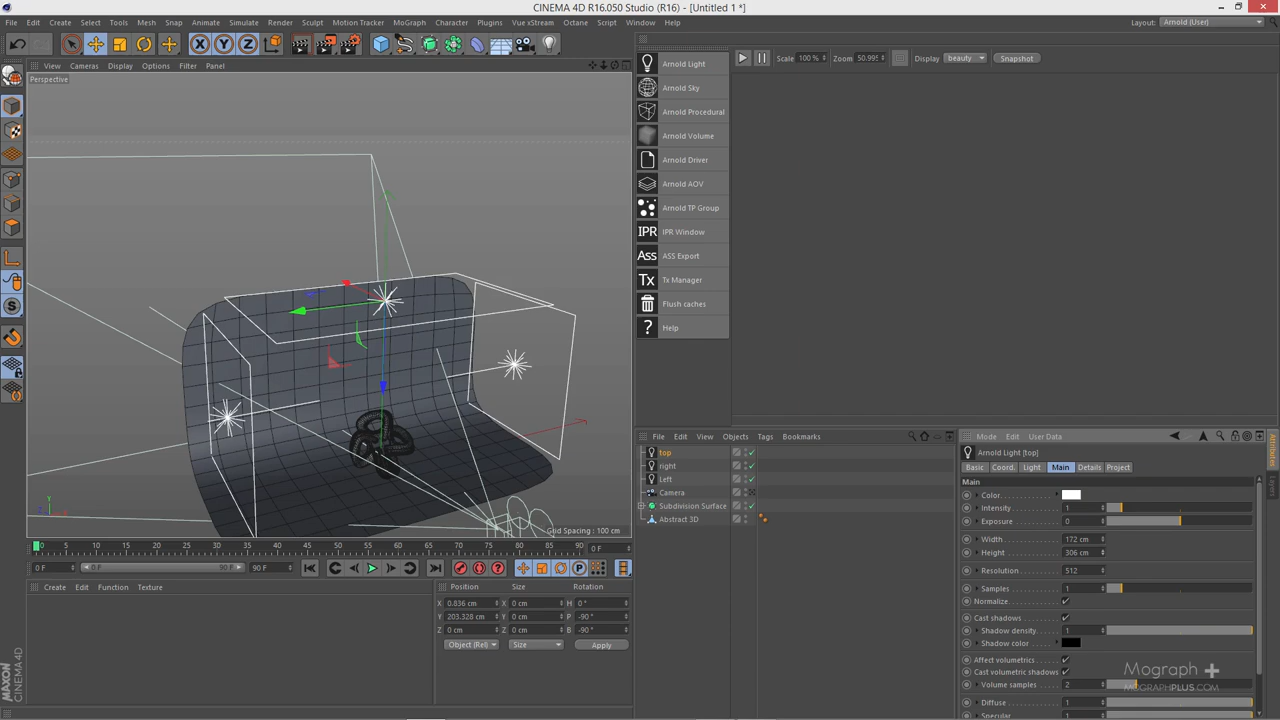 CINEMA 4D R16.050 Studio (R16) - [Untitled 1 *]
File Edit Create Select Tools Mesh Snap Animate Simulate Render Sculpt Motion Tracker MoGraph Character Plugins Vue xStream Octane Script Window Help
Layout: Arnold (User)
View Cameras Display Options Filter Panel
Perspective
Scale 100 % Zoom 50.995 Display beauty Snapshot
Arnold Light
Arnold Sky
Arnold Procedural
Arnold Volume
Arnold Driver
Arnold AOV
Arnold TP Group
IPR IPR Window
Ass ASS Export
Tx Tx Manager
Flush caches
? Help
Grid Spacing : 100 cm
0 5 10 15 20 25 30 35 40 45 50 55 60 65 70 75 80 85 90 0 F
0 F 0 F 90 F 90 F
Create Edit Function Texture
Position Size Rotation
X 0.836 cm X 0 cm H 0 °
Y 203.328 cm Y 0 cm P -90 °
Z 0 cm Z 0 cm B -90 °
Object (Rel) Size Apply
File Edit View Objects Tags Bookmarks
top
right
Left
Camera
Subdivision Surface
Abstract 3D
Mode Edit User Data
Arnold Light [top]
Basic Coord. Light Main Details Project
Main
Color
Intensity 1
Exposure 0
Width 172 cm
Height 306 cm
Resolution 512
Samples 1
Normalize
Cast shadows
Shadow density 1
Shadow color
Affect volumetrics
Cast volumetric shadows
Volume samples 2
Diffuse 1
Specular 1
Attributes
Layers
Mograph +
MOGRAPHPLUS.COM
MAXON CINEMA 4D